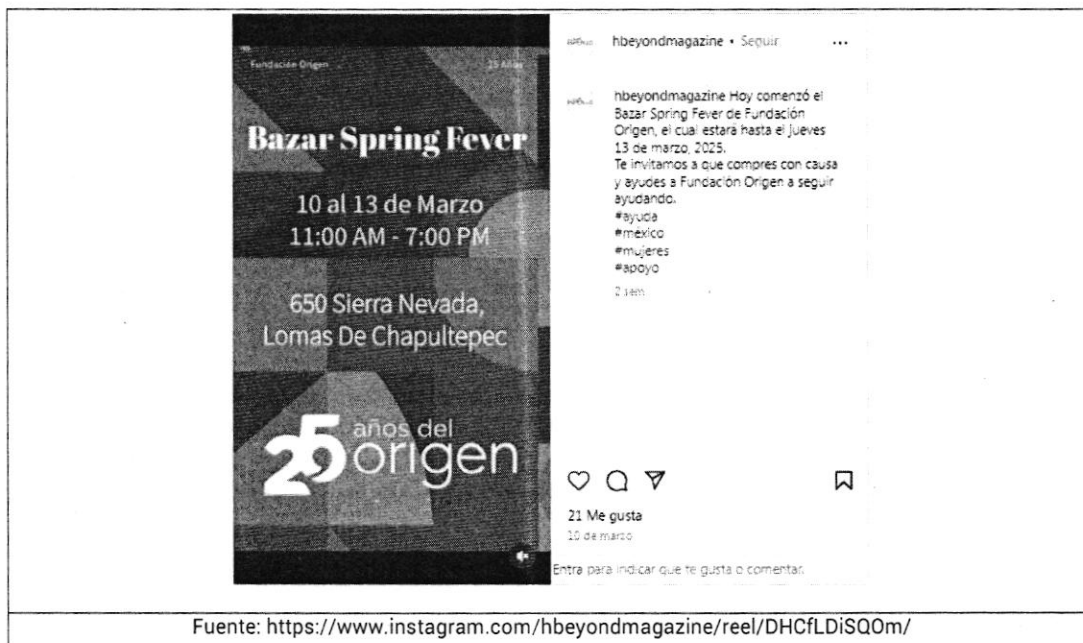 Fundación Origen
25 Años
Bazar Spring Fever
10 al 13 de Marzo
11:00 AM - 7:00 PM
650 Sierra Nevada,
Lomas De Chapultepec
25 años del
origen
hbeyondmagazine • Seguir
hbeyondmagazine Hoy comenzó el
Bazar Spring Fever de Fundación
Origen, el cual estará hasta el jueves
13 de marzo, 2025.
Te invitamos a que compres con causa
y ayudes a Fundación Origen a seguir
ayudando.
#ayuda
#méxico
#mujeres
#apoyo
2 sem
21 Me gusta
10 de marzo
Entra para indicar que te gusta o comentar.
Fuente: https://www.instagram.com/hbeyondmagazine/reel/DHCfLDiSQOm/